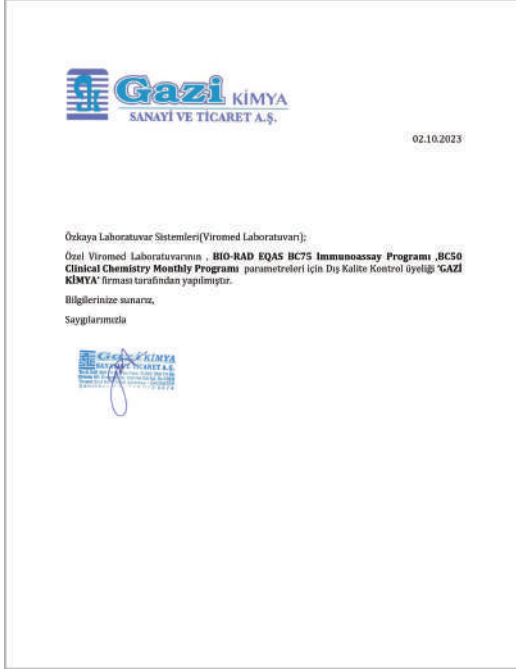 Gazi KİMYA
SANAYİ VE TİCARET A.Ş.
02.10.2023
Özkaya Laboratuvar Sistemleri(Viromed Laboratuvarı);
Özel Viromed Laboratuvarının , BIO-RAD EQAS BC75 Immunoassay Programı ,BC50
Clinical Chemistry Monthly Programı parametreleri için Dış Kalite Kontrol üyeliği "GAZİ
KİMYA" firması tarafından yapılmıştır.
Bilgilerinize sunarız,
Saygılarımızla
Gazi KİMYA
SANAYİ VE TİCARET A.Ş.